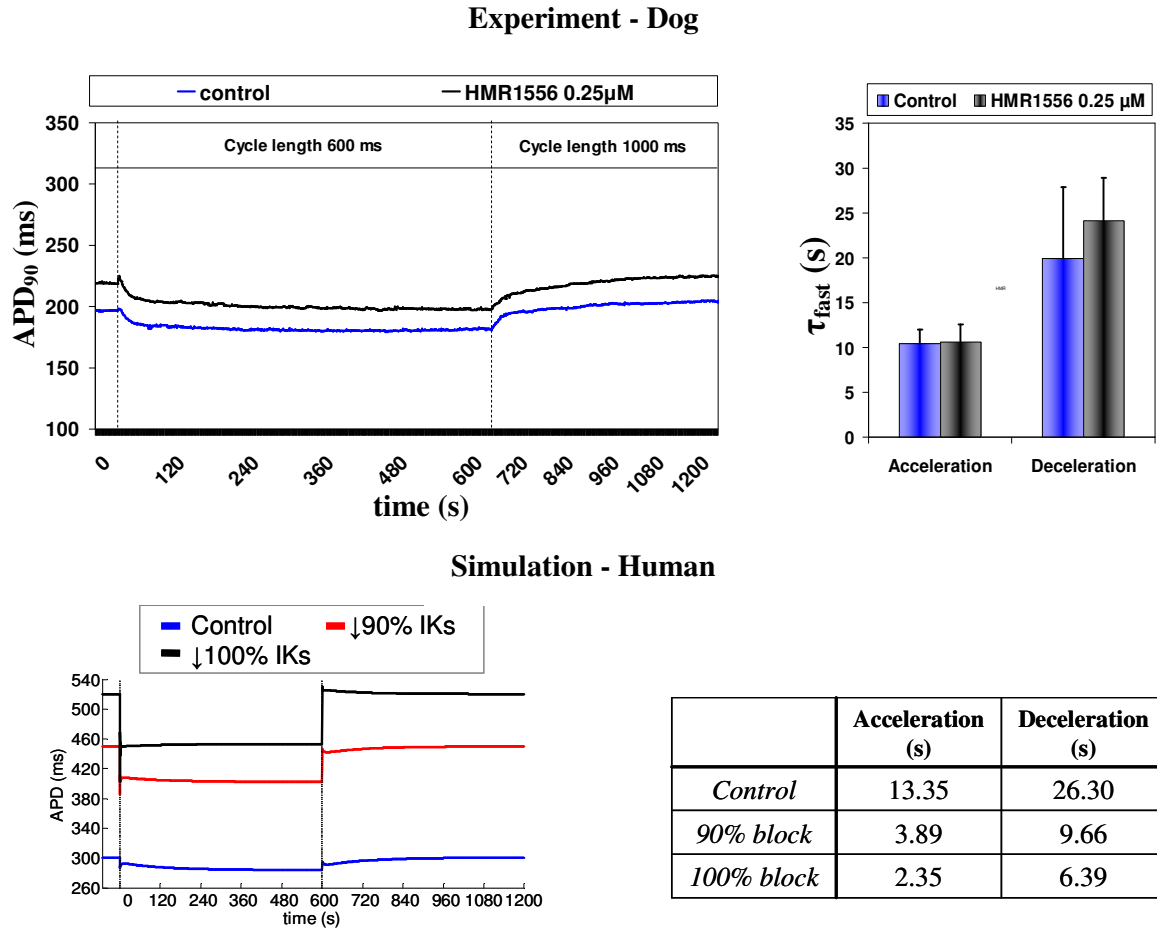 Experiment - Dog
control HMR1556 0.25µM
350
300
250
200
150
100
APD90 (ms)
Cycle length 600 ms Cycle length 1000 ms
0 120 240 360 480 600 720 840 960 1080 1200
time (s)
Control HMR1556 0.25 µM
35
30
25
20
15
10
5
0
τfast (s)
HMR
Acceleration Deceleration
Simulation - Human
Control ↓90% IKs
↓100% IKs
540
500
460
420
380
340
300
260
APD (ms)
0 120 240 360 480 600 720 840 960 1080 1200
time (s)
Acceleration Deceleration
(s) (s)
Control 13.35 26.30
90% block 3.89 9.66
100% block 2.35 6.39